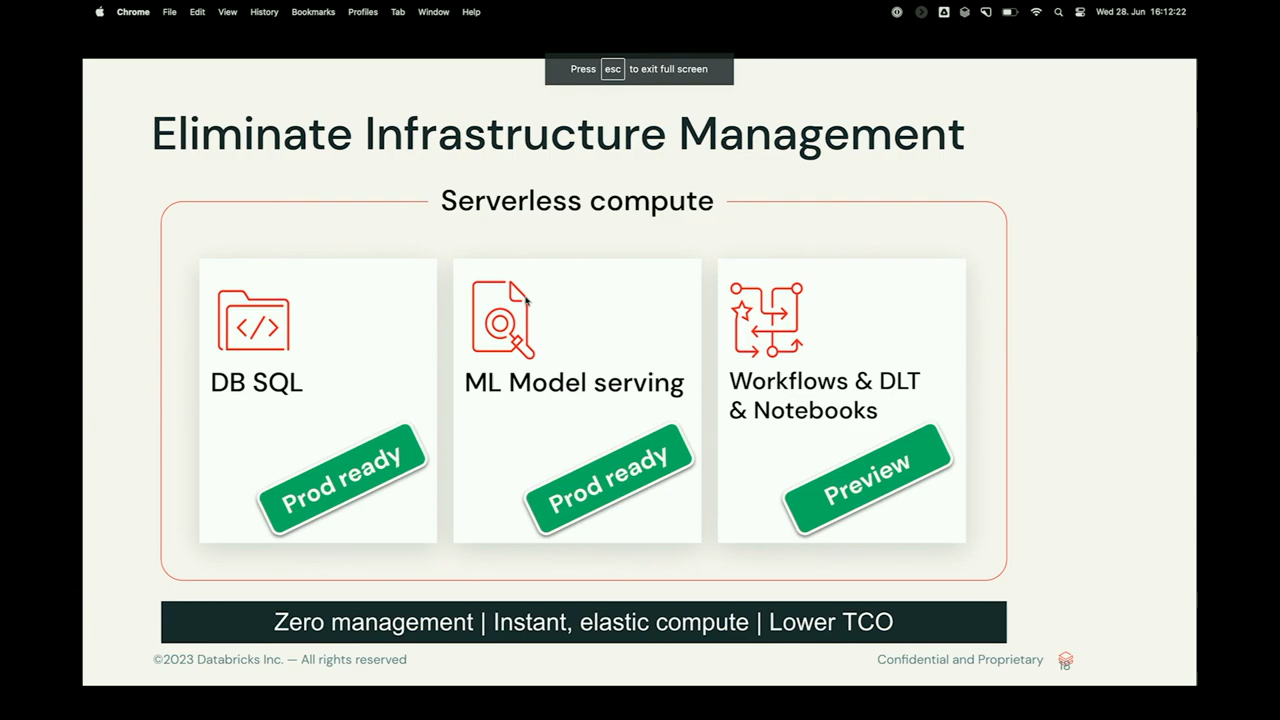 Chrome File Edit View History Bookmarks Profiles Tab Window Help Wed 28. Jun 16:12:22
Press esc to exit full screen
Eliminate Infrastructure Management
Serverless compute
DB SQL
Prod ready
ML Model serving
Prod ready
Workflows & DLT
& Notebooks
Preview
Zero management | Instant, elastic compute | Lower TCO
©2023 Databricks Inc. — All rights reserved
Confidential and Proprietary
18